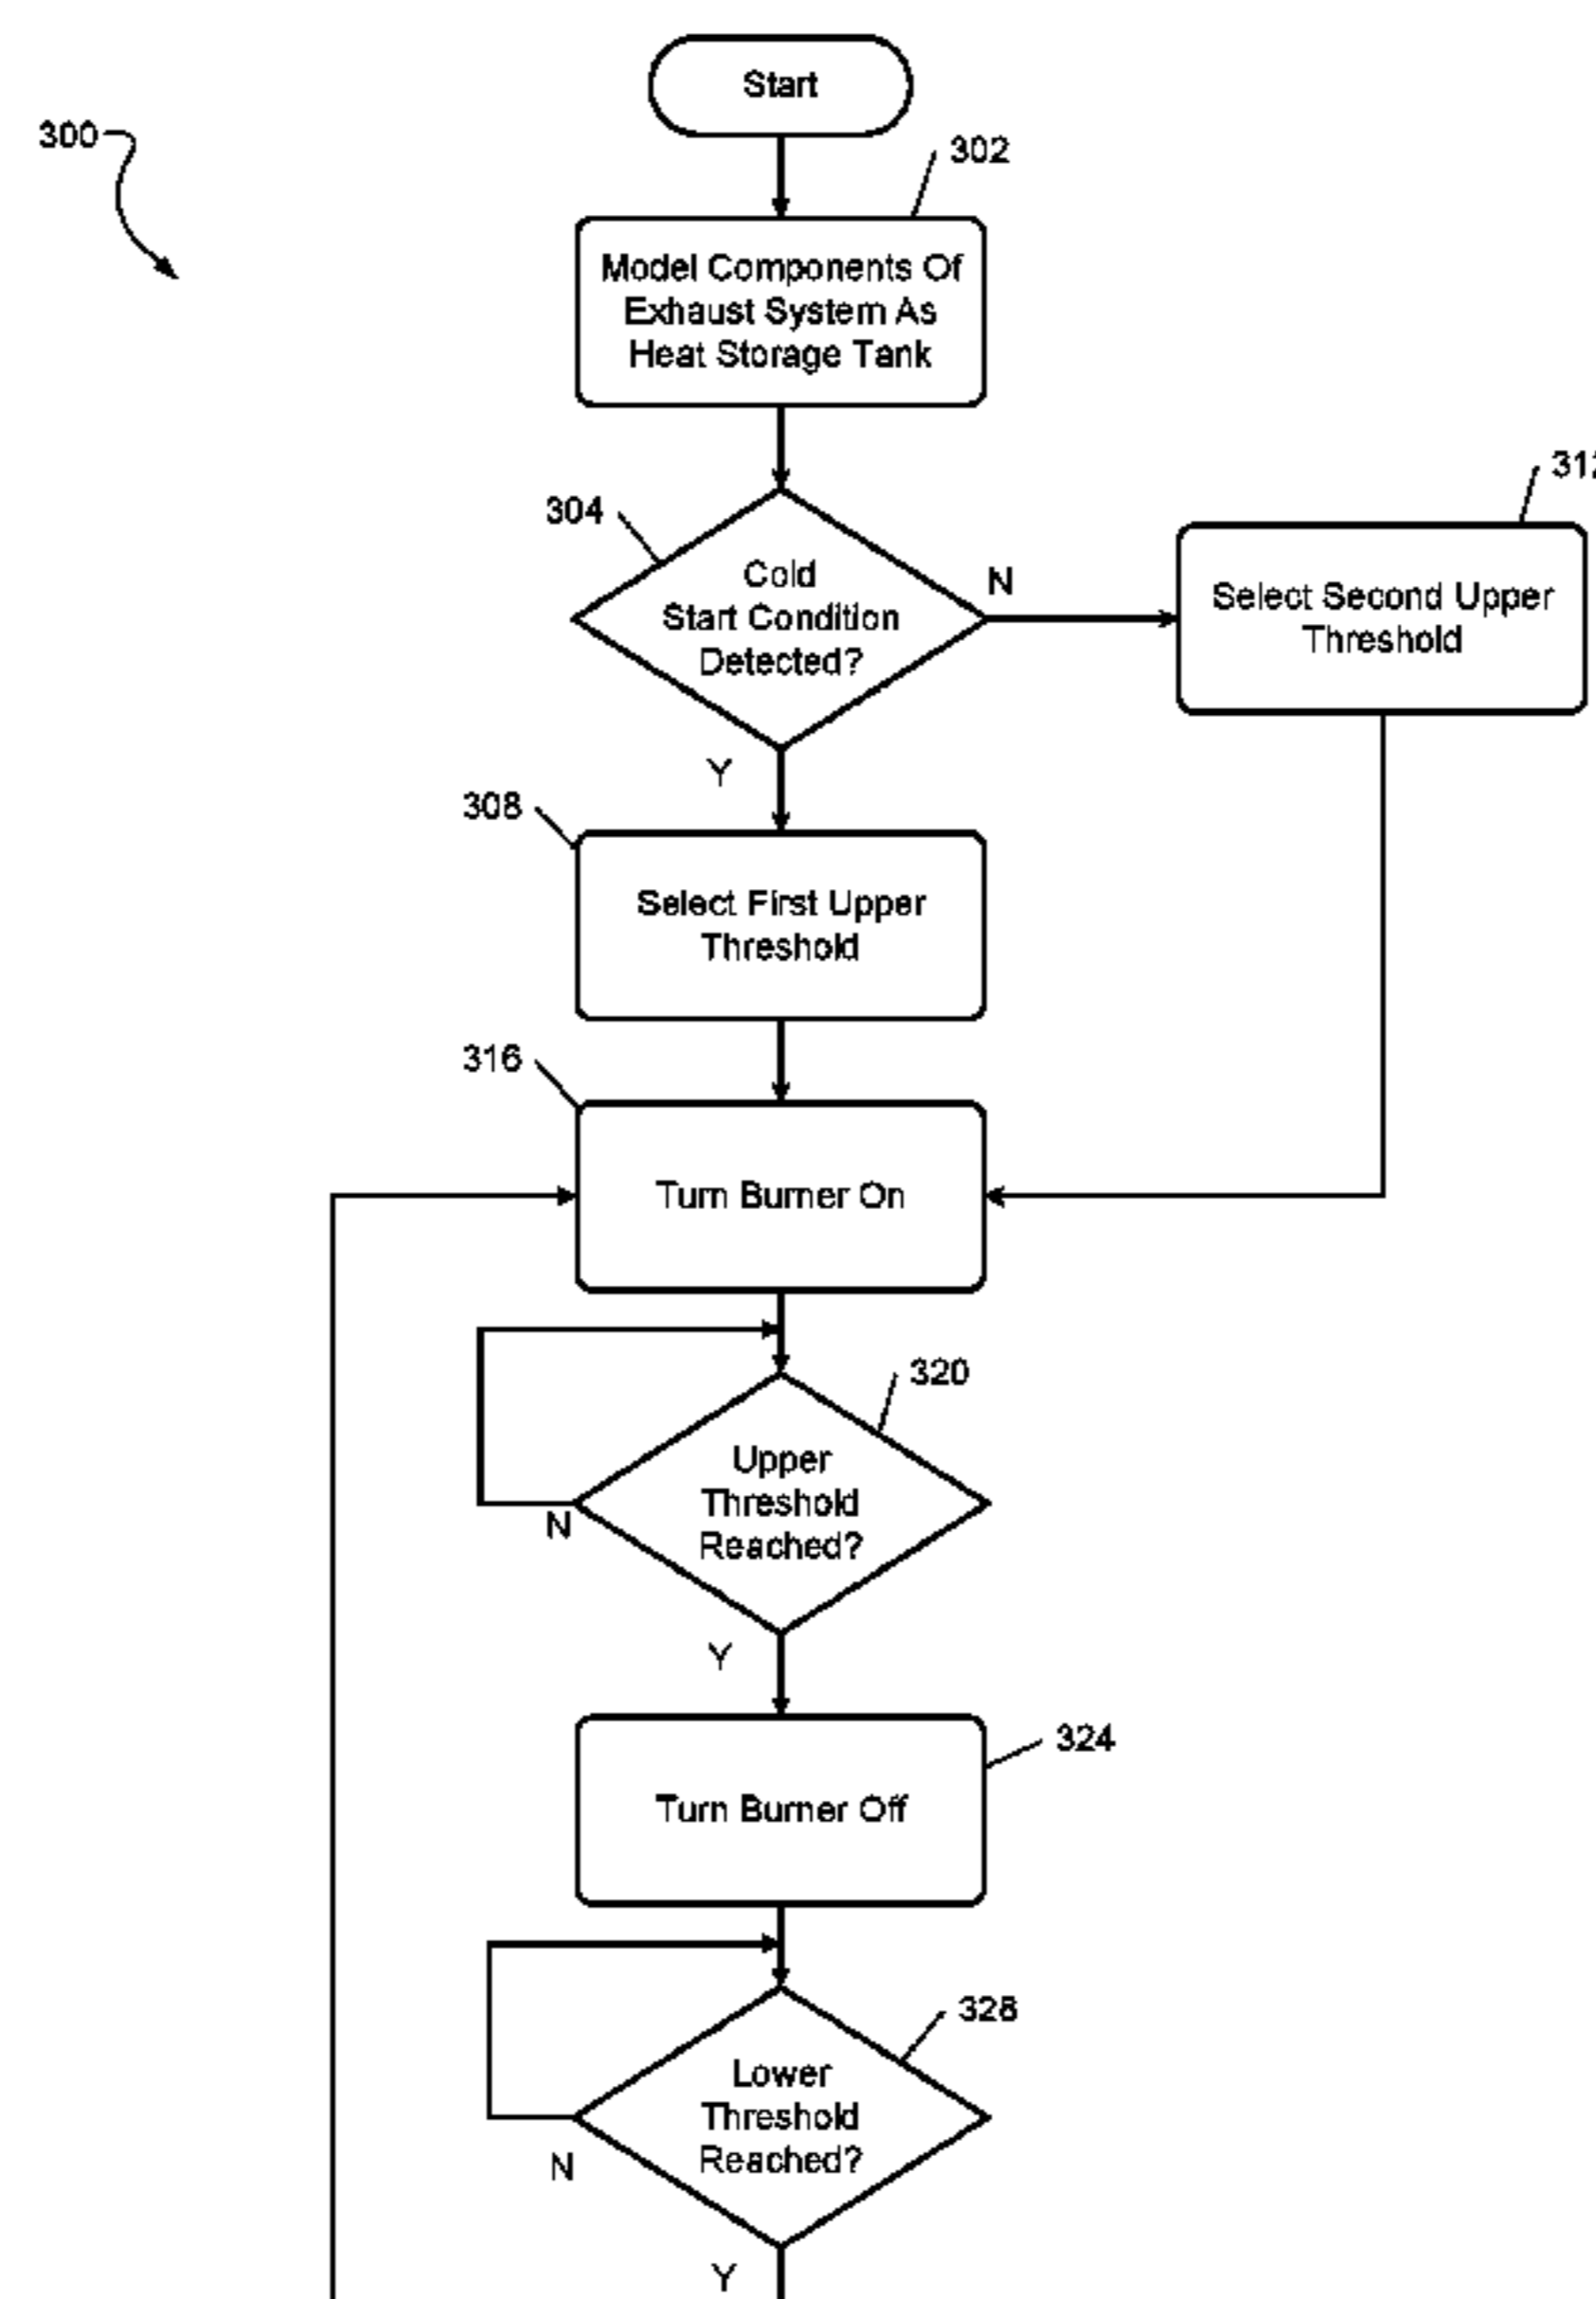 Start
300
302
Model Components Of
Exhaust System As
Heat Storage Tank
304
Cold
Start Condition
Detected?
N
312
Select Second Upper
Threshold
Y
308
Select First Upper
Threshold
316
Turn Burner On
320
Upper
Threshold
Reached?
N
Y
324
Turn Burner Off
328
Lower
Threshold
Reached?
N
Y